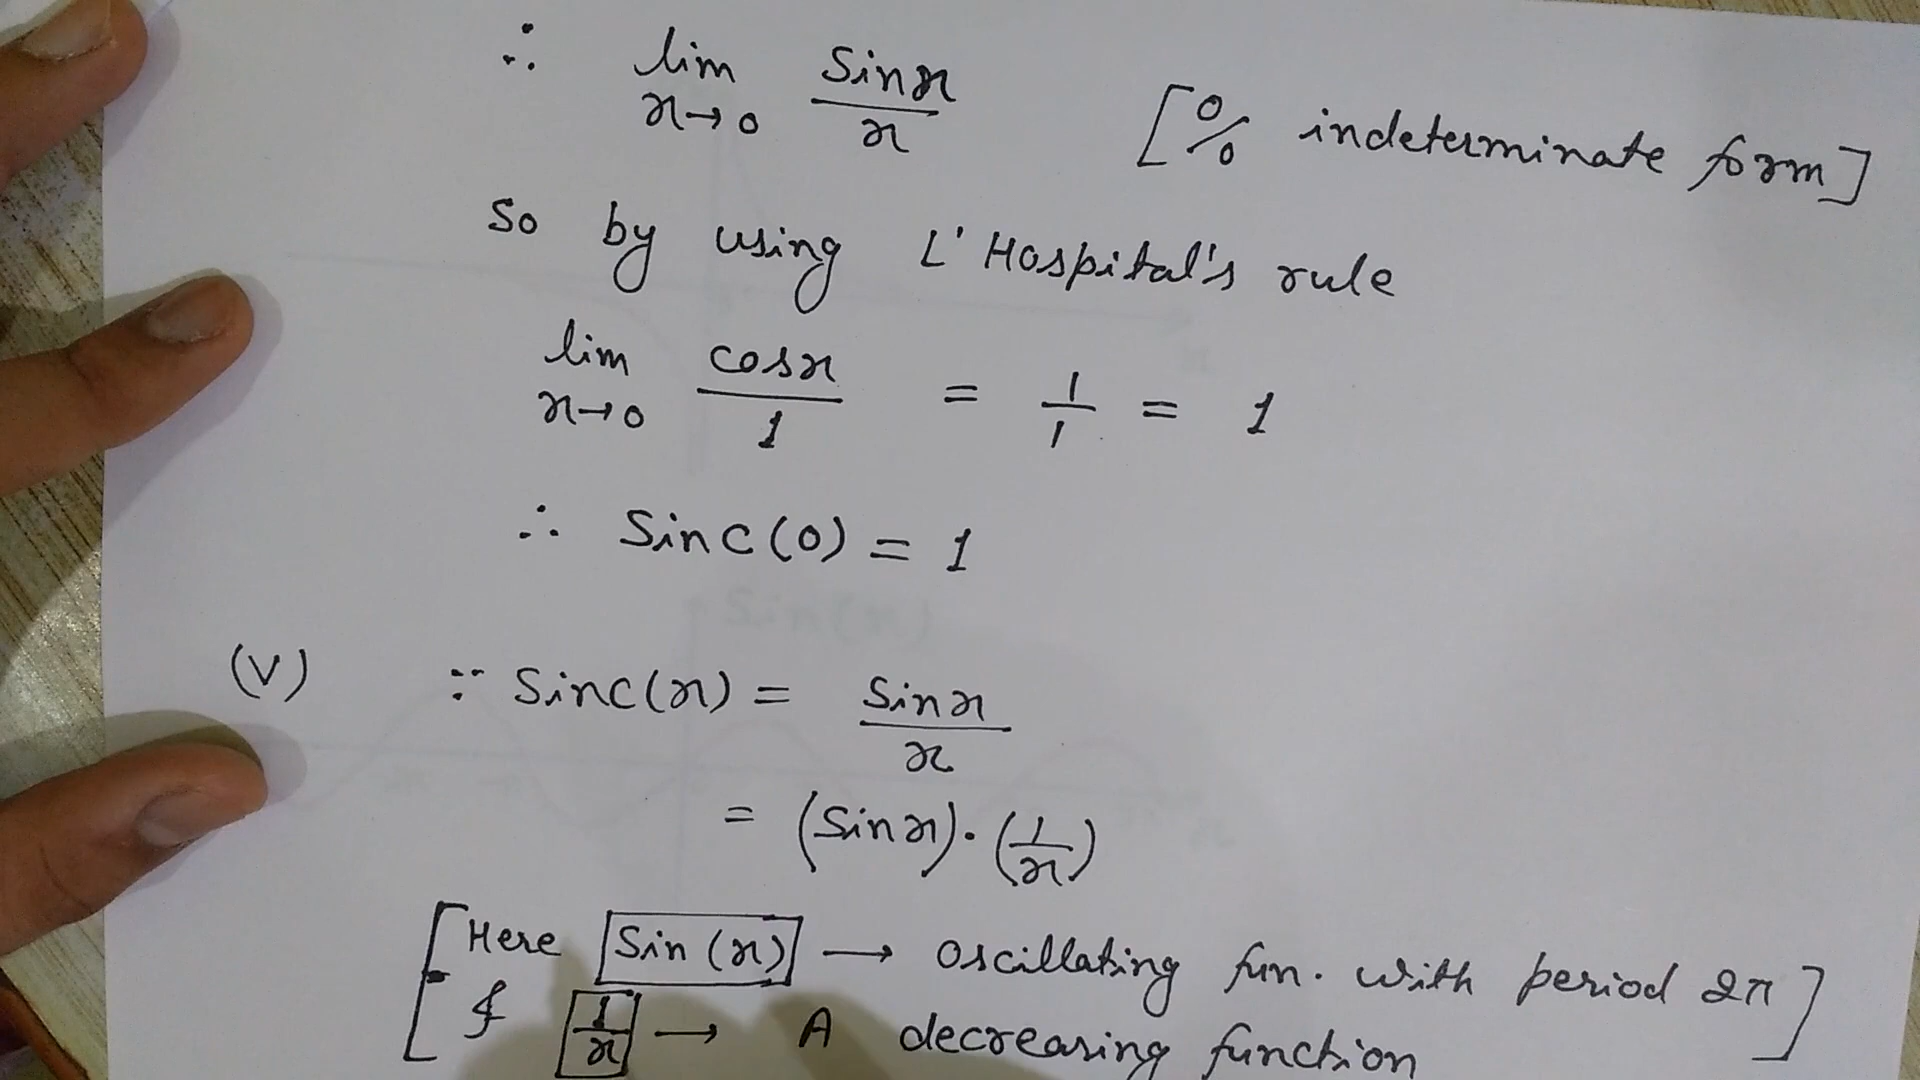 ∴ lim x→0 sinx/x [0/0 indeterminate form]
So by using L'Hospital's rule
lim x→0 cosx/1 = 1/1 = 1
∴ Sinc(0) = 1
(V) ∵ Sinc(x) = Sinx/x
= (Sinx)·(1/x)
[Here Sin(x) → oscillating fun. with period 2π
& 1/x → A decreasing function]
Sin(x)